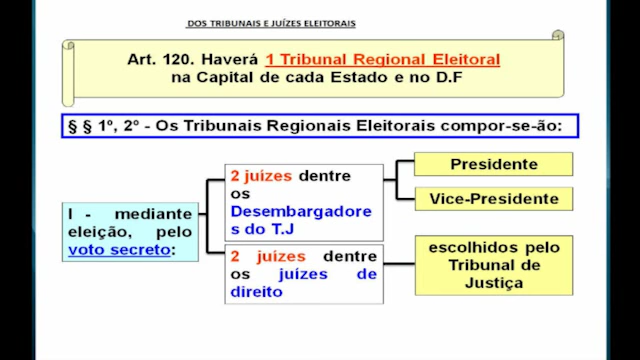 DOS TRIBUNAIS E JUÍZES ELEITORAIS
Art. 120. Haverá 1 Tribunal Regional Eleitoral
na Capital de cada Estado e no D.F
§ § 1º, 2º - Os Tribunais Regionais Eleitorais compor-se-ão:
I - mediante
eleição, pelo
voto secreto:
2 juízes dentre
os
Desembargadore
s do T.J
Presidente
Vice-Presidente
2 juízes dentre
os juízes de
direito
escolhidos pelo
Tribunal de
Justiça